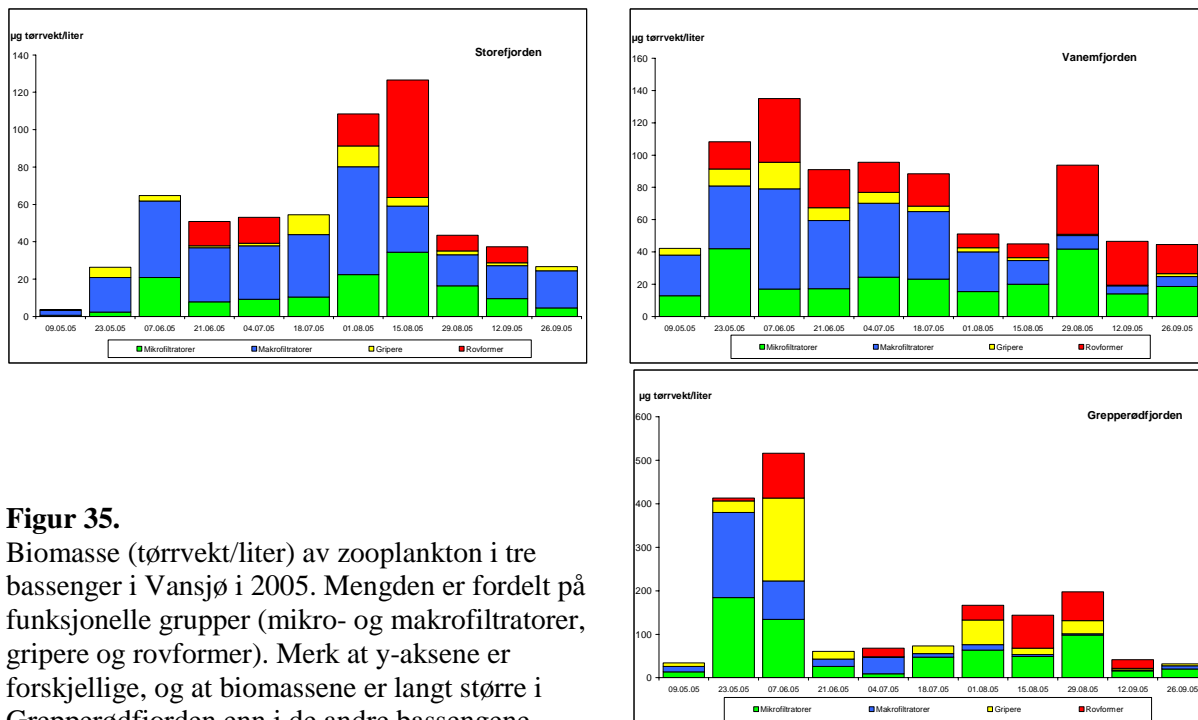 µg tørrvekt/liter
Storefjorden
140
120
100
80
60
40
20
0
09.05.05 23.05.05 07.06.05 21.06.05 04.07.05 18.07.05 01.08.05 15.08.05 29.08.05 12.09.05 26.09.05
Mikrofiltratorer Makrofiltratorer Gripere Rovformer
µg tørrvekt/liter
Vanemfjorden
160
140
120
100
80
60
40
20
0
09.05.05 23.05.05 07.06.05 21.06.05 04.07.05 18.07.05 01.08.05 15.08.05 29.08.05 12.09.05 26.09.05
Mikrofiltratorer Makrofiltratorer Gripere Rovformer
µg tørrvekt/liter
Grepperødfjorden
600
500
400
300
200
100
0
09.05.05 23.05.05 07.06.05 21.06.05 04.07.05 18.07.05 01.08.05 15.08.05 29.08.05 12.09.05 26.09.05
Mikrofiltratorer Makrofiltratorer Gripere Rovformer
Figur 35.
Biomasse (tørrvekt/liter) av zooplankton i tre
bassenger i Vansjø i 2005. Mengden er fordelt på
funksjonelle grupper (mikro- og makrofiltratorer,
gripere og rovformer). Merk at y-aksene er
forskjellige, og at biomassene er langt større i
Grepperødfjorden enn i de andre bassengene